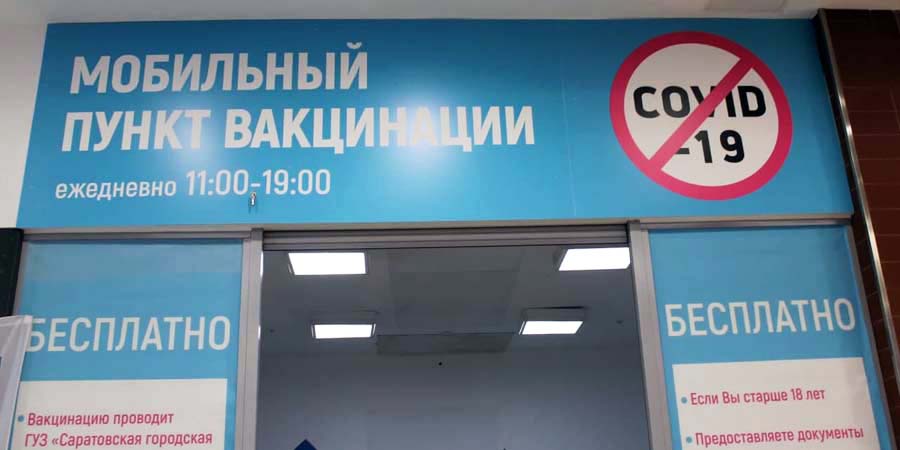 МОБИЛЬНЫЙ
ПУНКТ ВАКЦИНАЦИИ
ежедневно 11:00-19:00
COVID
-19
БЕСПЛАТНО
• Вакцинацию проводит
ГУЗ «Саратовская городская
БЕСПЛАТНО
• Если Вы старше 18 лет
• Предоставляете документы